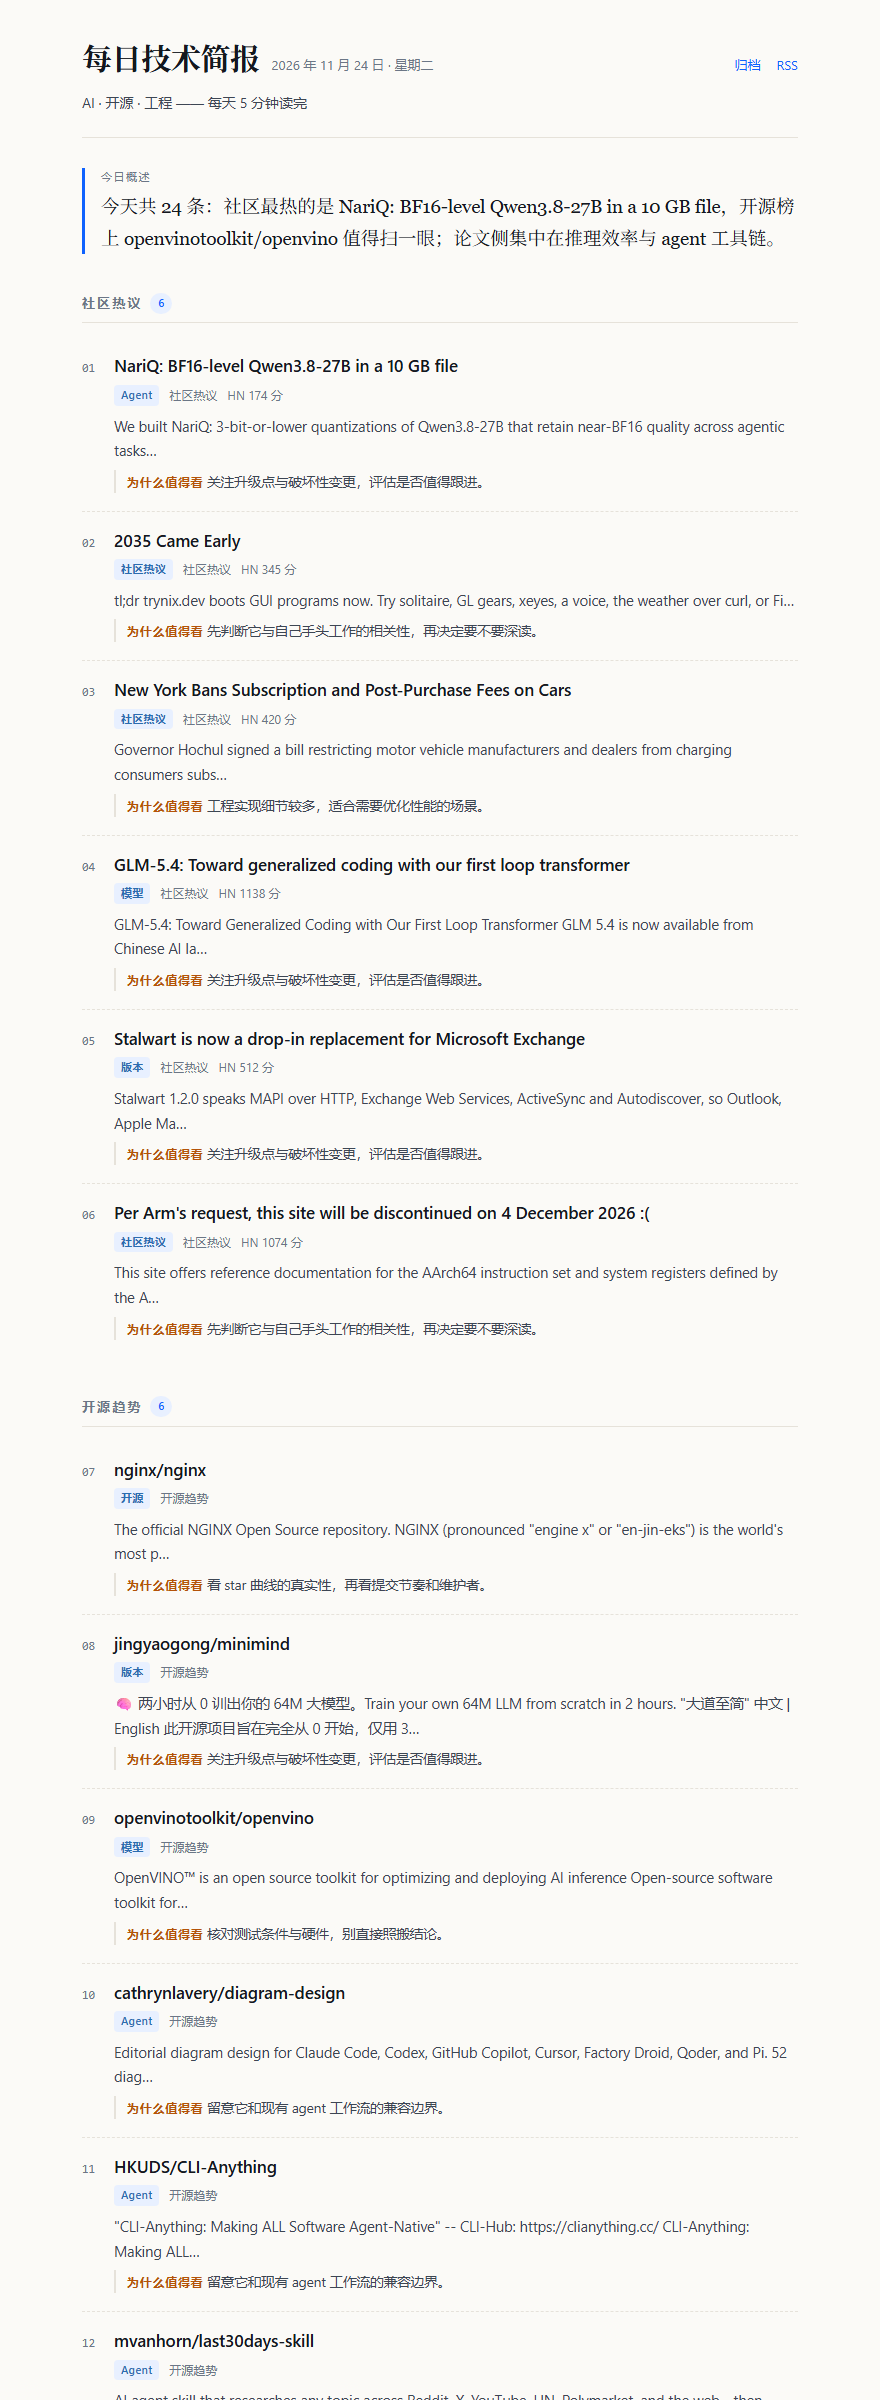 每日技术简报 2026 年 11 月 24 日 · 星期二 归档 RSS
AI · 开源 · 工程 —— 每天 5 分钟读完
今日概述
今天共 24 条：社区最热的是 NariQ: BF16-level Qwen3.8-27B in a 10 GB file，开源榜
上 openvinotoolkit/openvino 值得扫一眼；论文侧集中在推理效率与 agent 工具链。
社区热议 6
01 NariQ: BF16-level Qwen3.8-27B in a 10 GB file
Agent 社区热议 HN 174 分
We built NariQ: 3-bit-or-lower quantizations of Qwen3.8-27B that retain near-BF16 quality across agentic
tasks...
为什么值得看 关注升级点与破坏性变更，评估是否值得跟进。
02 2035 Came Early
社区热议 社区热议 HN 345 分
tl;dr trynix.dev boots GUI programs now. Try solitaire, GL gears, xeyes, a voice, the weather over curl, or Fi...
为什么值得看 先判断它与自己手头工作的相关性，再决定要不要深读。
03 New York Bans Subscription and Post-Purchase Fees on Cars
社区热议 社区热议 HN 420 分
Governor Hochul signed a bill restricting motor vehicle manufacturers and dealers from charging
consumers subs...
为什么值得看 工程实现细节较多，适合需要优化性能的场景。
04 GLM-5.4: Toward generalized coding with our first loop transformer
模型 社区热议 HN 1138 分
GLM-5.4: Toward Generalized Coding with Our First Loop Transformer GLM 5.4 is now available from
Chinese AI la...
为什么值得看 关注升级点与破坏性变更，评估是否值得跟进。
05 Stalwart is now a drop-in replacement for Microsoft Exchange
版本 社区热议 HN 512 分
Stalwart 1.2.0 speaks MAPI over HTTP, Exchange Web Services, ActiveSync and Autodiscover, so Outlook,
Apple Ma...
为什么值得看 关注升级点与破坏性变更，评估是否值得跟进。
06 Per Arm's request, this site will be discontinued on 4 December 2026 :(
社区热议 社区热议 HN 1074 分
This site offers reference documentation for the AArch64 instruction set and system registers defined by
the A...
为什么值得看 先判断它与自己手头工作的相关性，再决定要不要深读。
开源趋势 6
07 nginx/nginx
开源 开源趋势
The official NGINX Open Source repository. NGINX (pronounced "engine x" or "en-jin-eks") is the world's
most p...
为什么值得看 看 star 曲线的真实性，再看提交节奏和维护者。
08 jingyaogong/minimind
版本 开源趋势
🧠 两小时从 0 训出你的 64M 大模型。Train your own 64M LLM from scratch in 2 hours. "大道至简" 中文 |
English 此开源项目旨在完全从 0 开始，仅用 3...
为什么值得看 关注升级点与破坏性变更，评估是否值得跟进。
09 openvinotoolkit/openvino
模型 开源趋势
OpenVINO™ is an open source toolkit for optimizing and deploying AI inference Open-source software
toolkit for...
为什么值得看 核对测试条件与硬件，别直接照搬结论。
10 cathrynlavery/diagram-design
Agent 开源趋势
Editorial diagram design for Claude Code, Codex, GitHub Copilot, Cursor, Factory Droid, Qoder, and Pi. 52
diag...
为什么值得看 留意它和现有 agent 工作流的兼容边界。
11 HKUDS/CLI-Anything
Agent 开源趋势
"CLI-Anything: Making ALL Software Agent-Native" -- CLI-Hub: https://clianything.cc/ CLI-Anything:
Making ALL...
为什么值得看 留意它和现有 agent 工作流的兼容边界。
12 mvanhorn/last30days-skill
Agent 开源趋势
AI agent skill that researches any topic across Reddit, X, YouTube, HN, Polymarket, and the web - then